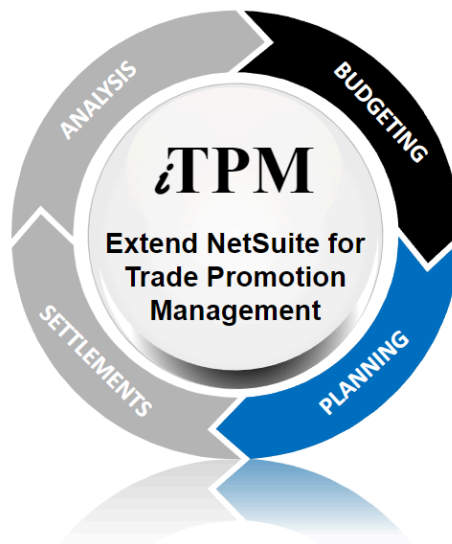 ANALYSIS
BUDGETING
iTPM
Extend NetSuite for
Trade Promotion
Management
SETTLEMENTS
PLANNING